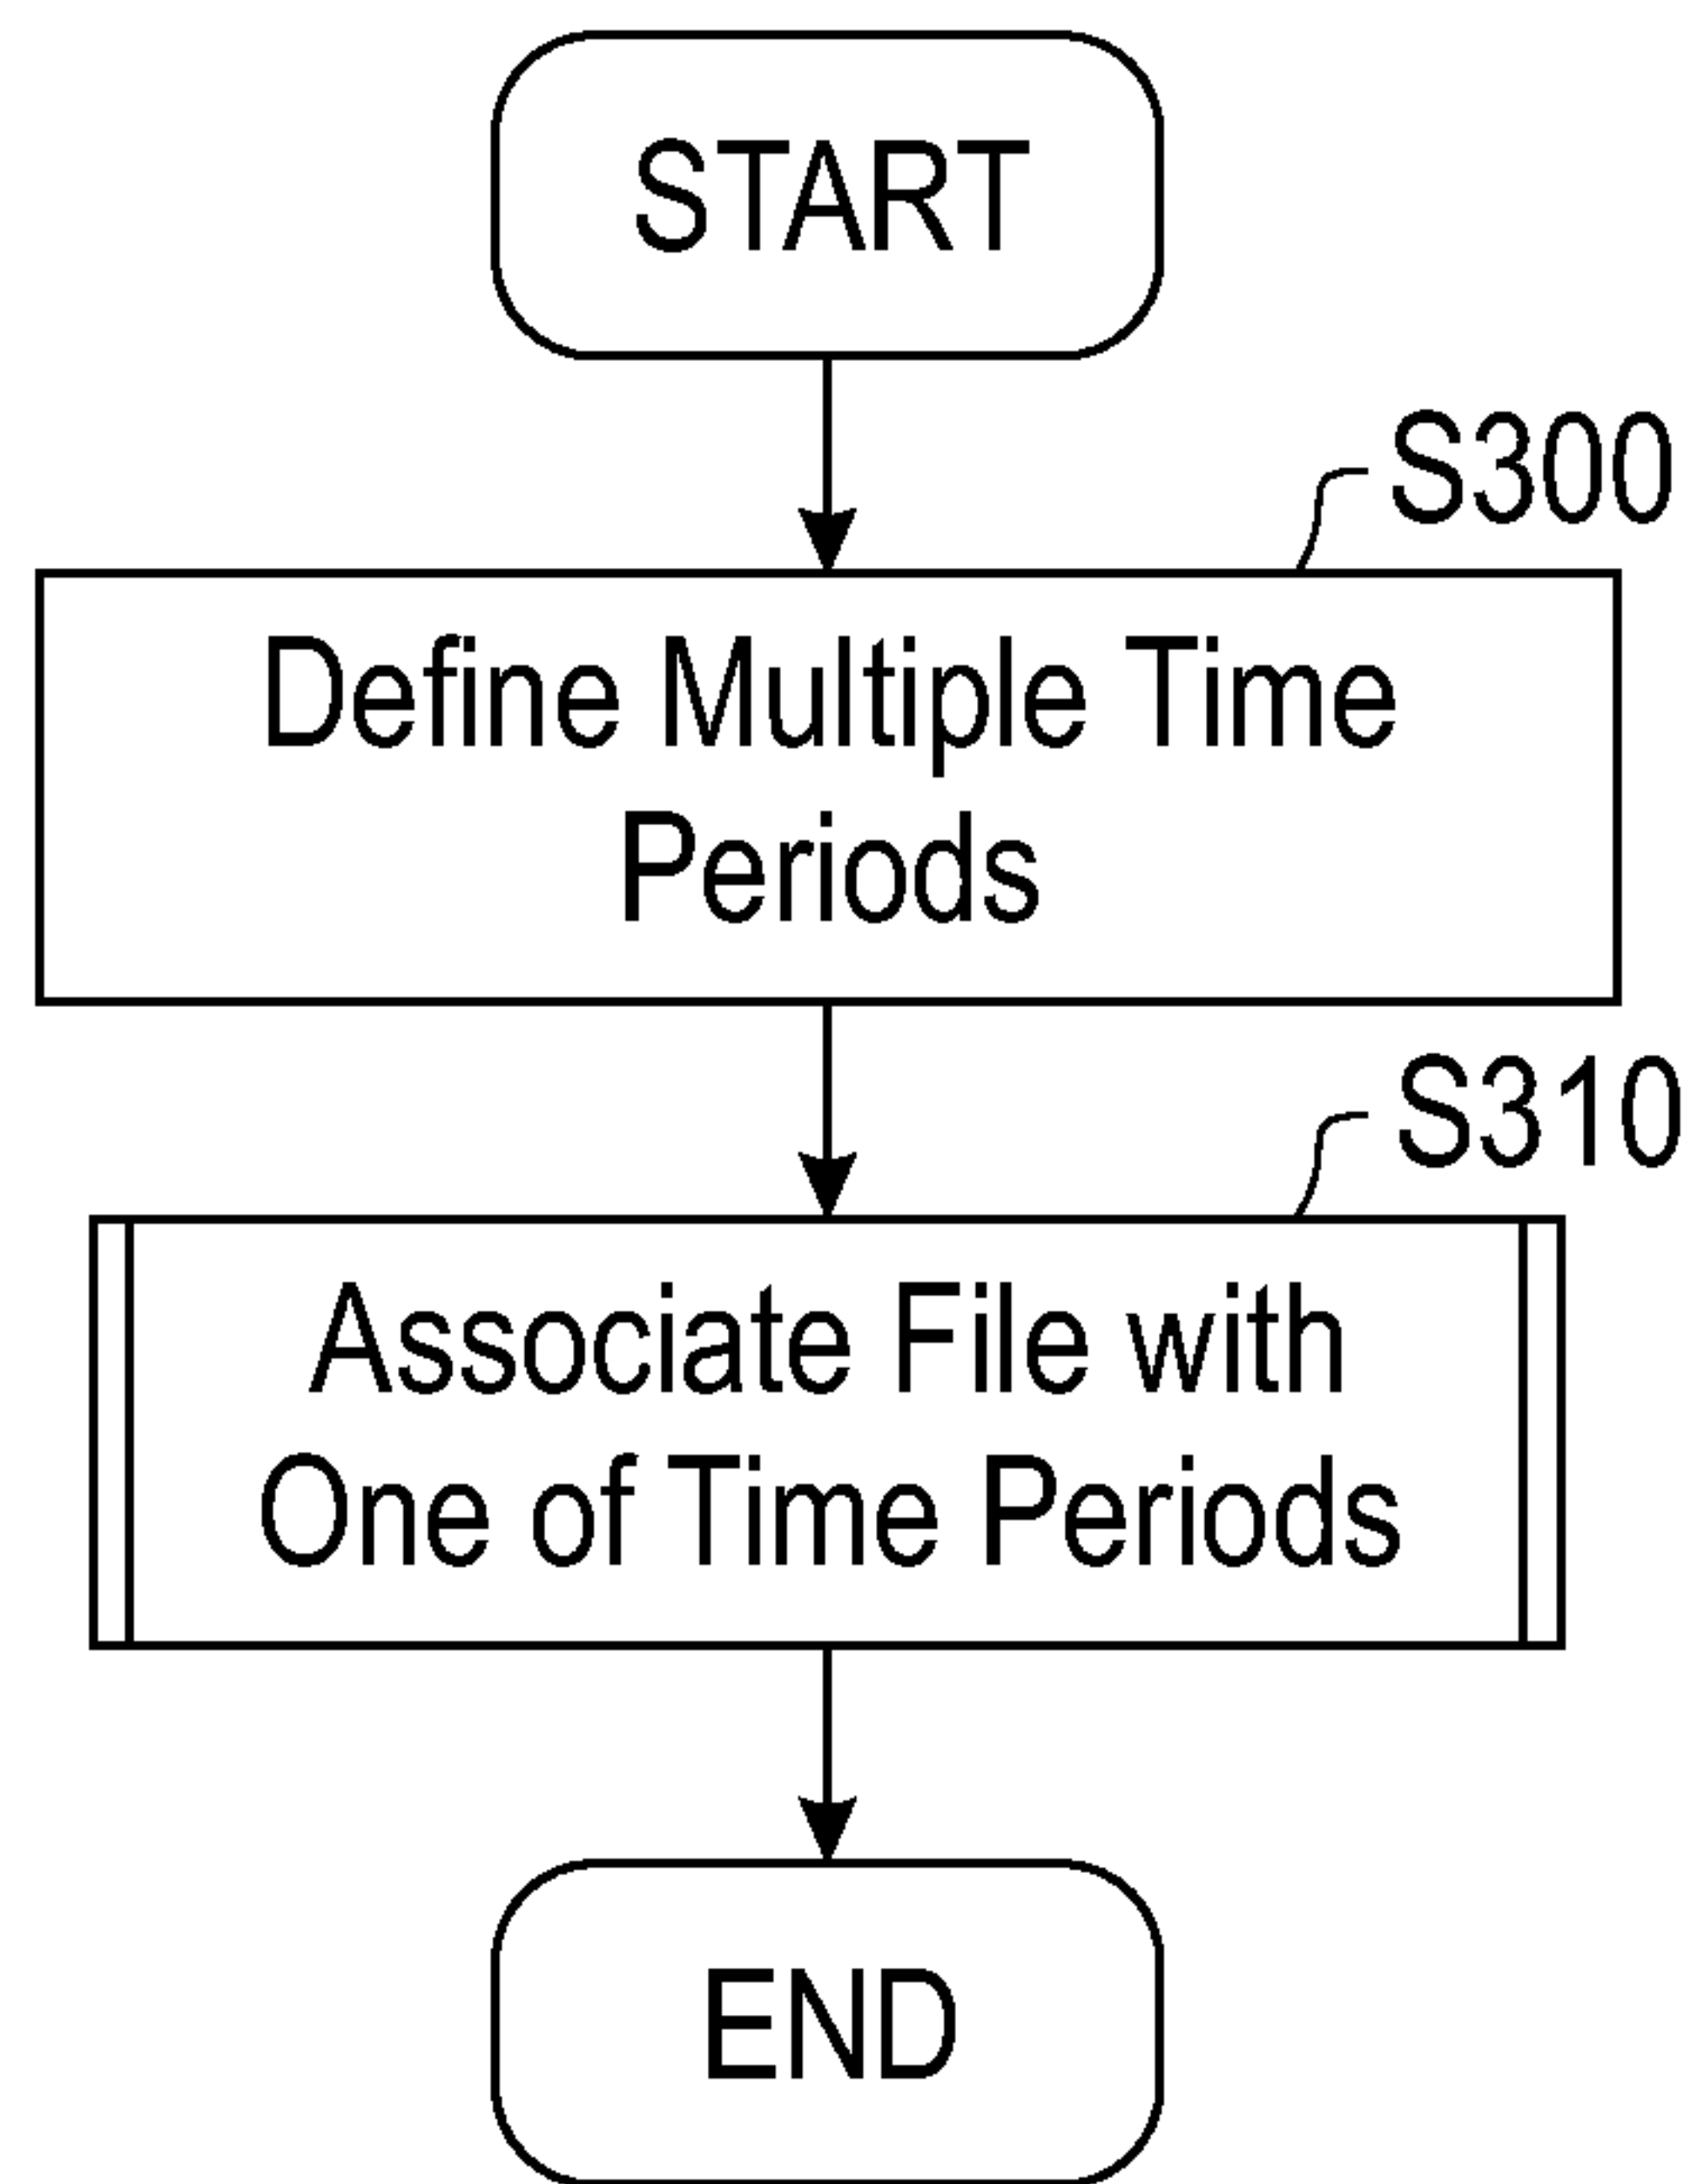 START
S300
Define Multiple Time
Periods
S310
Associate File with
One of Time Periods
END